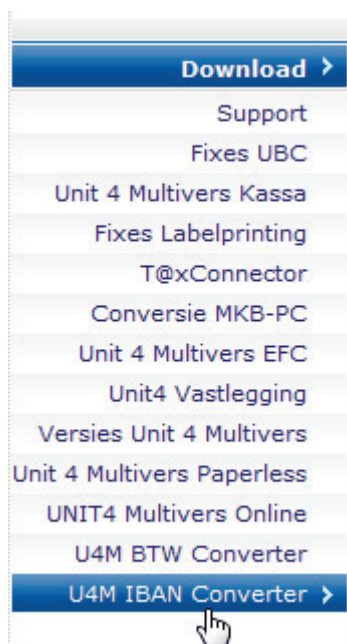 Download >
Support
Fixes UBC
Unit 4 Multivers Kassa
Fixes Labelprinting
T@xConnector
Conversie MKB-PC
Unit 4 Multivers EFC
Unit4 Vastlegging
Versies Unit 4 Multivers
Unit 4 Multivers Paperless
UNIT4 Multivers Online
U4M BTW Converter
U4M IBAN Converter >